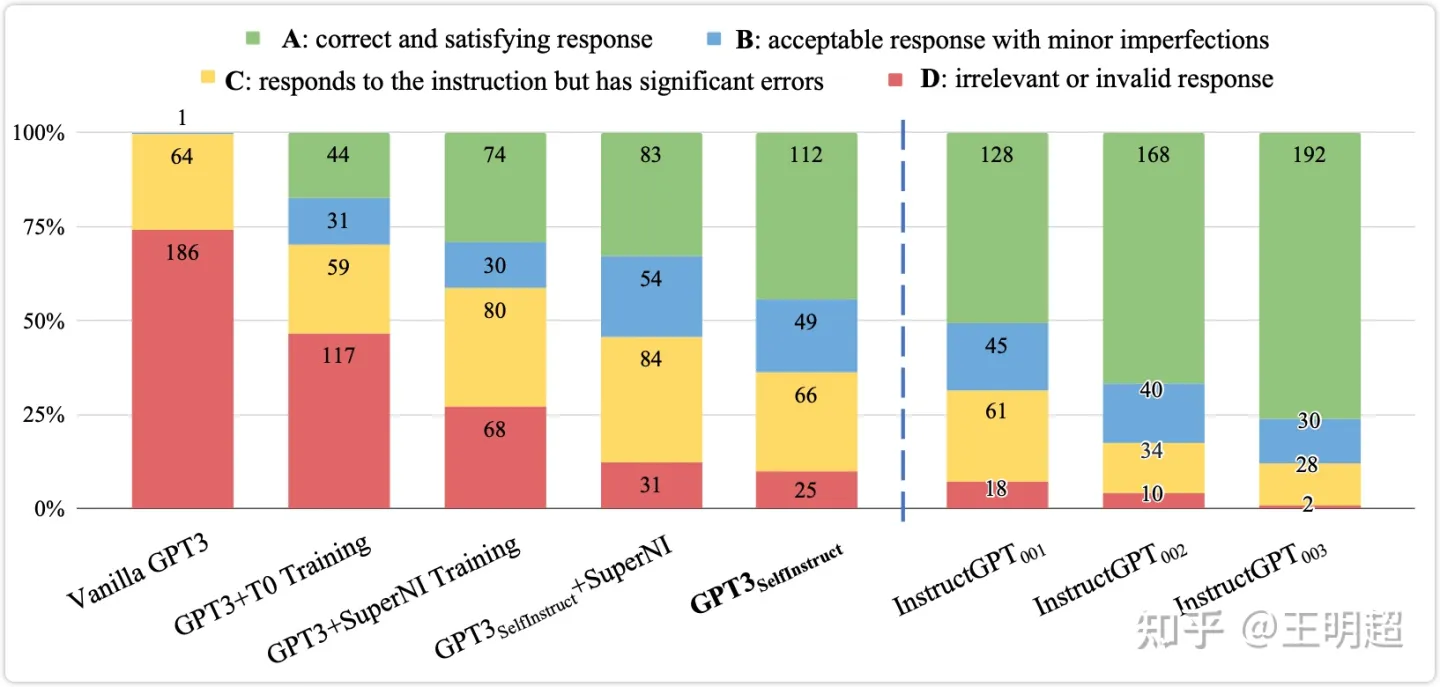 A: correct and satisfying response B: acceptable response with minor imperfections
C: responds to the instruction but has significant errors D: irrelevant or invalid response
1
100%
64 44 74 83 112 128 168 192
75%
31
186 30 54
59
50%
80 49
117 84 45
66 40
25%
68 61 30
34 28
31 25 18 10 2
0%
Vanilla GPT3
GPT3+T0 Training
GPT3+SuperNI Training
GPT3SelfInstruct+SuperNI
GPT3SelfInstruct
InstructGPT001
InstructGPT002
InstructGPT003
知乎 @王明超